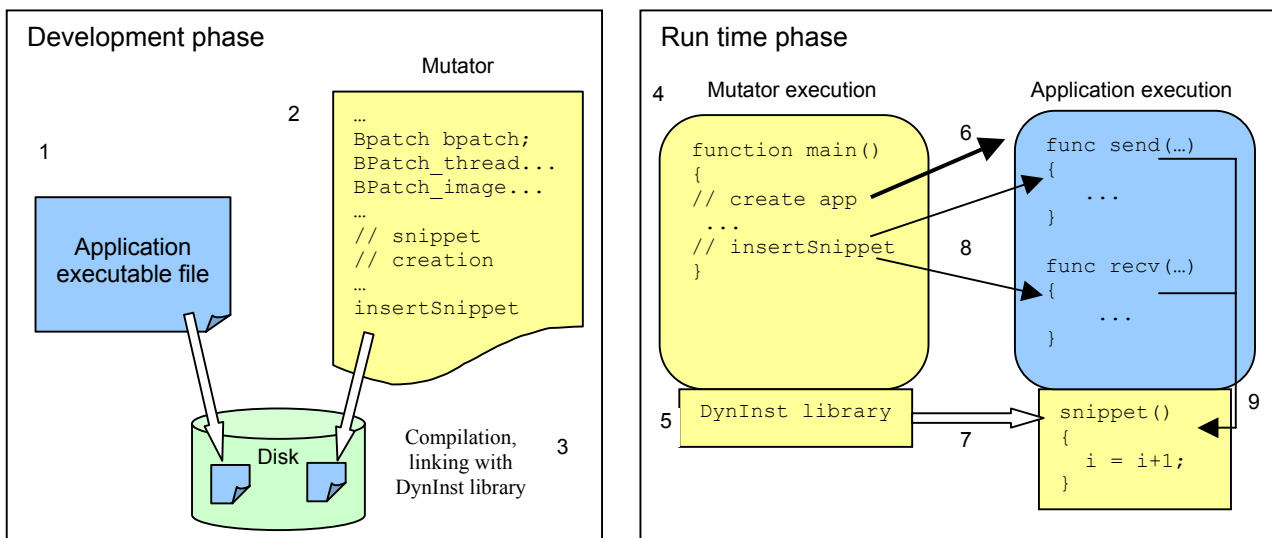 Development phase
Mutator
1
2
…
Bpatch bpatch;
BPatch_thread...
BPatch_image...
…
// snippet
// creation
…
insertSnippet
Application
executable file
Disk
Compilation,
linking with
DynInst library
3
Run time phase
4
Mutator execution
Application execution
function main()
{
// create app
...
// insertSnippet
}
6
8
func send(…)
{
...
}
func recv(…)
{
...
}
5
DynInst library
7
9
snippet()
{
i = i+1;
}